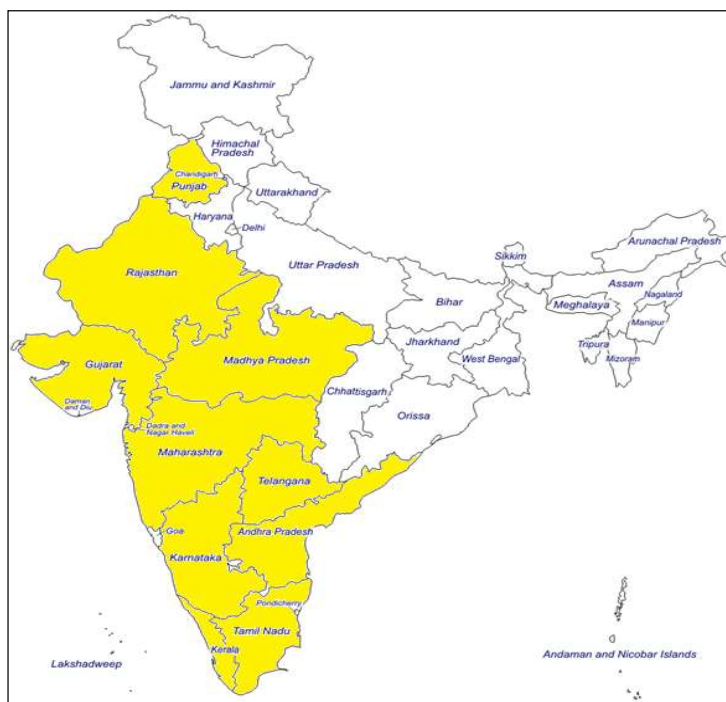 Jammu and Kashmir
Himachal
Pradesh
Chandigarh
Punjab
Uttarakhand
Haryana
Delhi
Arunachal Pradesh
Sikkim
Rajasthan
Uttar Pradesh
Assam
Nagaland
Bihar
Meghalaya
Manipur
Jharkhand
Tripura
Gujarat
Madhya Pradesh
West Bengal
Mizoram
Chhattisgarh
Daman
and Diu
Orissa
Dadra and
Nagar Haveli
Maharashtra
Telangana
Goa
Andhra Pradesh
Karnataka
Pondicherry
Tamil Nadu
Kerala
Lakshadweep
Andaman and Nicobar Islands